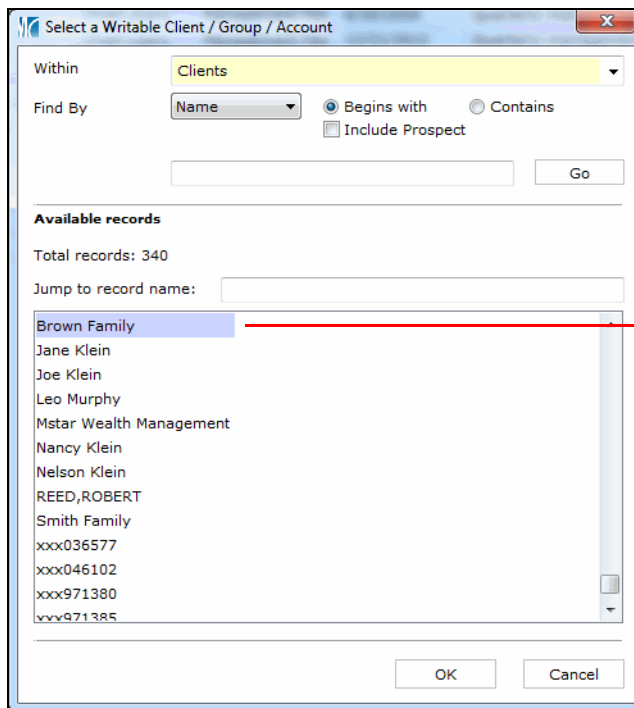 Select a Writable Client / Group / Account
Within Clients
Find By Name Begins with Contains
Include Prospect
Go
Available records
Total records: 340
Jump to record name:
Brown Family
Jane Klein
Joe Klein
Leo Murphy
Mstar Wealth Management
Nancy Klein
Nelson Klein
REED,ROBERT
Smith Family
xxx036577
xxx046102
xxx971380
xxx971385
OK Cancel